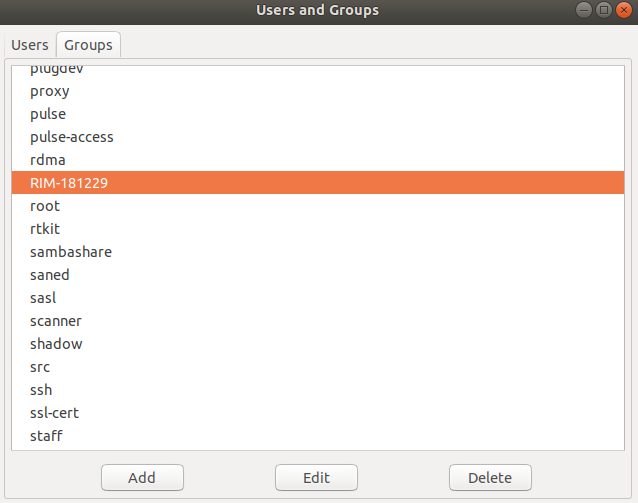 Users and Groups
Users
Groups
plugdev
proxy
pulse
pulse-access
rdma
RIM-181229
root
rtkit
sambashare
saned
sasl
scanner
shadow
src
ssh
ssl-cert
staff
Add
Edit
Delete